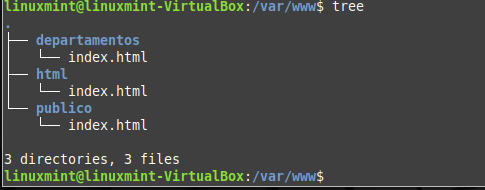 linuxmint@linuxmint-VirtualBox:/var/www$ tree
.
├── departamentos
│   └── index.html
├── html
│   └── index.html
└── publico
    └── index.html

3 directories, 3 files
linuxmint@linuxmint-VirtualBox:/var/www$